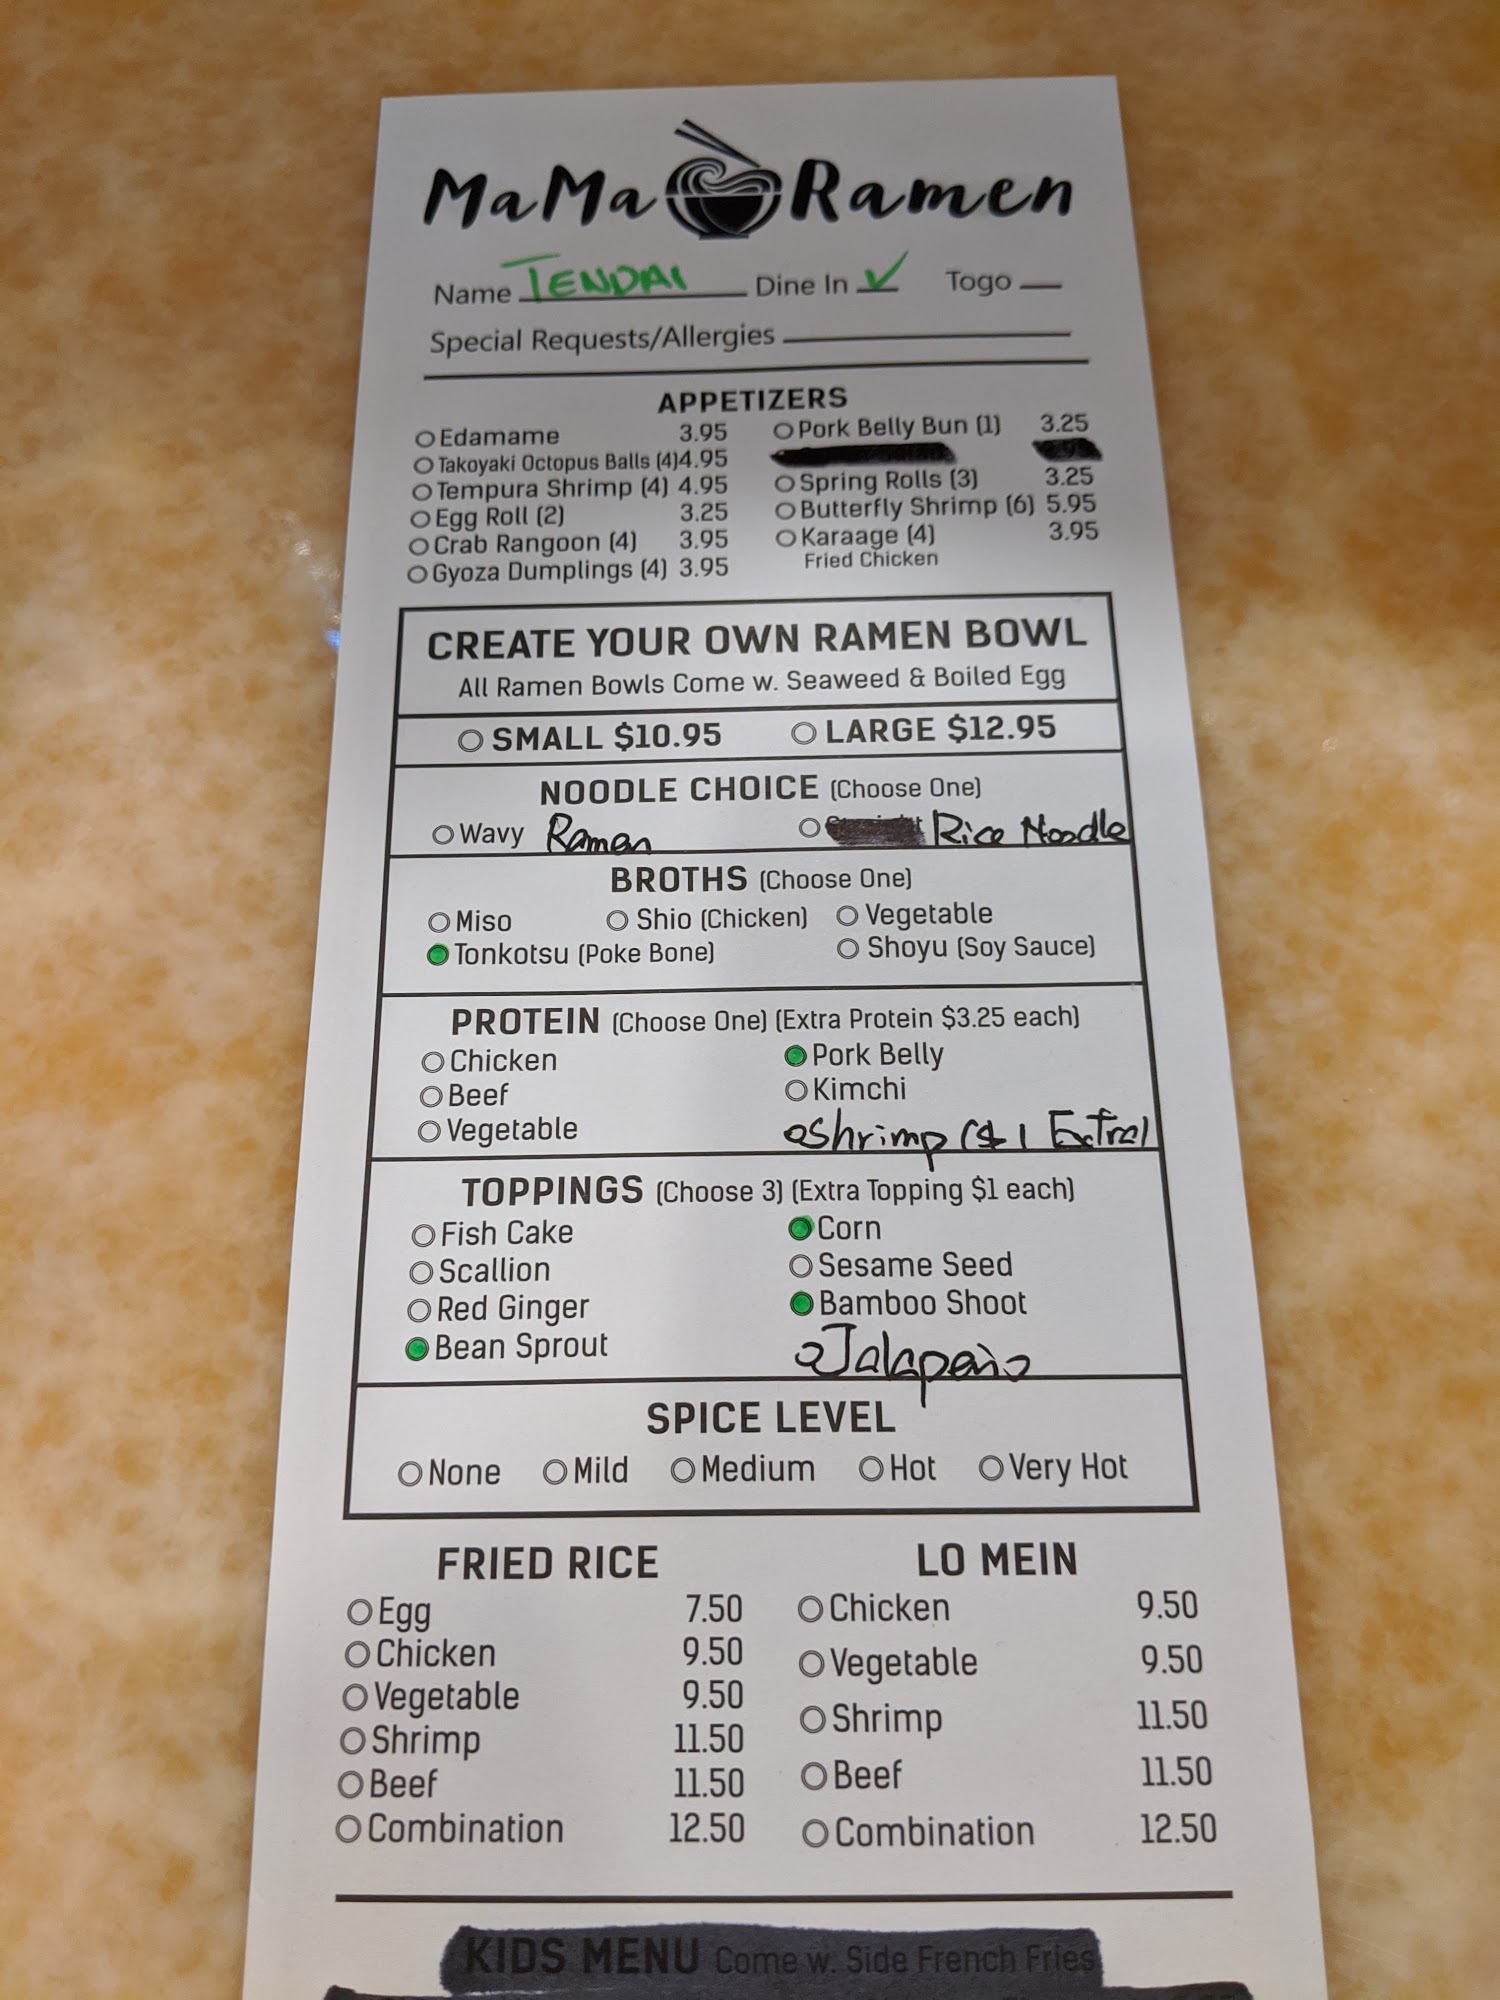 MaMa Ramen
Name TENDAI Dine In ✓ Togo
Special Requests/Allergies
APPETIZERS
Edamame 3.95
Takoyaki Octopus Balls (4) 4.95
Tempura Shrimp (4) 4.95
Egg Roll (2) 3.25
Crab Rangoon (4) 3.95
Gyoza Dumplings (4) 3.95
Pork Belly Bun (1) 3.25
Spring Rolls (3) 3.25
Butterfly Shrimp (6) 5.95
Karaage (4) 3.95
Fried Chicken
CREATE YOUR OWN RAMEN BOWL
All Ramen Bowls Come w. Seaweed & Boiled Egg
SMALL $10.95 LARGE $12.95
NOODLE CHOICE (Choose One)
Wavy Ramen Rice Noodle
BROTHS (Choose One)
Miso Shio (Chicken) Vegetable
Tonkotsu (Poke Bone) Shoyu (Soy Sauce)
PROTEIN (Choose One) (Extra Protein $3.25 each)
Chicken Pork Belly
Beef Kimchi
Vegetable Shrimp ($1 Extra)
TOPPINGS (Choose 3) (Extra Topping $1 each)
Fish Cake Corn
Scallion Sesame Seed
Red Ginger Bamboo Shoot
Bean Sprout Jalapeño
SPICE LEVEL
None Mild Medium Hot Very Hot
FRIED RICE
Egg 7.50
Chicken 9.50
Vegetable 9.50
Shrimp 11.50
Beef 11.50
Combination 12.50
LO MEIN
Chicken 9.50
Vegetable 9.50
Shrimp 11.50
Beef 11.50
Combination 12.50
KIDS MENU Come w. Side French Fries